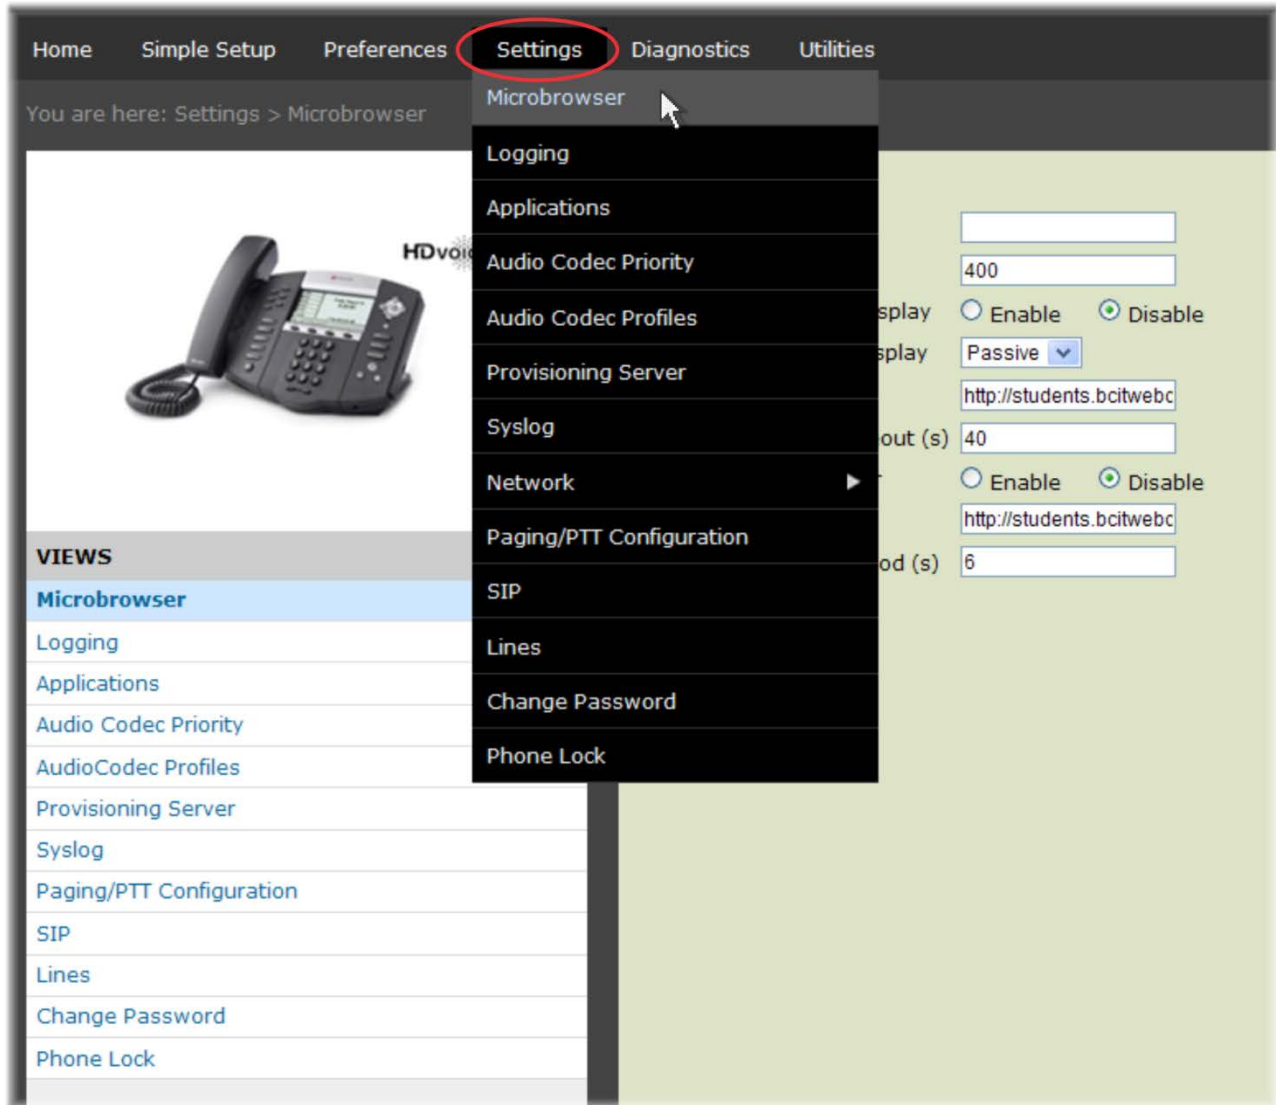 Home Simple Setup Preferences Settings Diagnostics Utilities
You are here: Settings > Microbrowser
Microbrowser
Logging
Applications
Audio Codec Priority
Audio Codec Profiles
Provisioning Server
Syslog
Network
Paging/PTT Configuration
SIP
Lines
Change Password
Phone Lock
HDvoic
400
splay Enable Disable
splay Passive
http://students.bcitwebc
out (s) 40
Enable Disable
http://students.bcitwebc
od (s) 6
VIEWS
Microbrowser
Logging
Applications
Audio Codec Priority
AudioCodec Profiles
Provisioning Server
Syslog
Paging/PTT Configuration
SIP
Lines
Change Password
Phone Lock